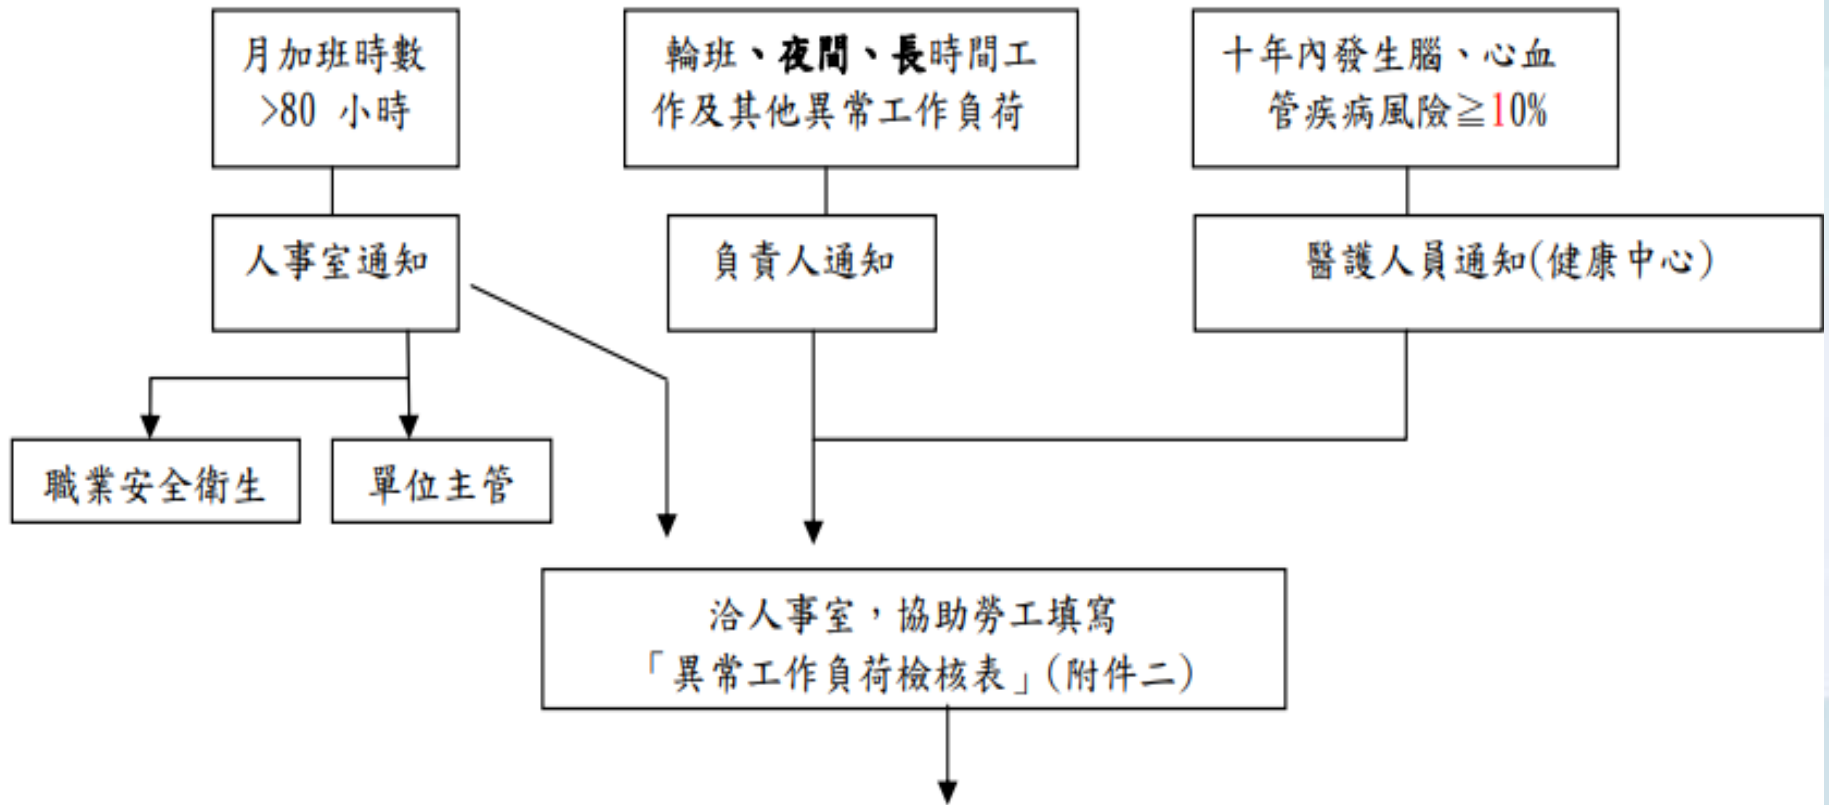 月加班時數
>80 小時
輪班、夜間、長時間工
作及其他異常工作負荷
十年內發生腦、心血
管疾病風險≧10%
人事室通知
負責人通知
醫護人員通知(健康中心)
職業安全衛生
單位主管
洽人事室，協助勞工填寫
「異常工作負荷檢核表」(附件二)